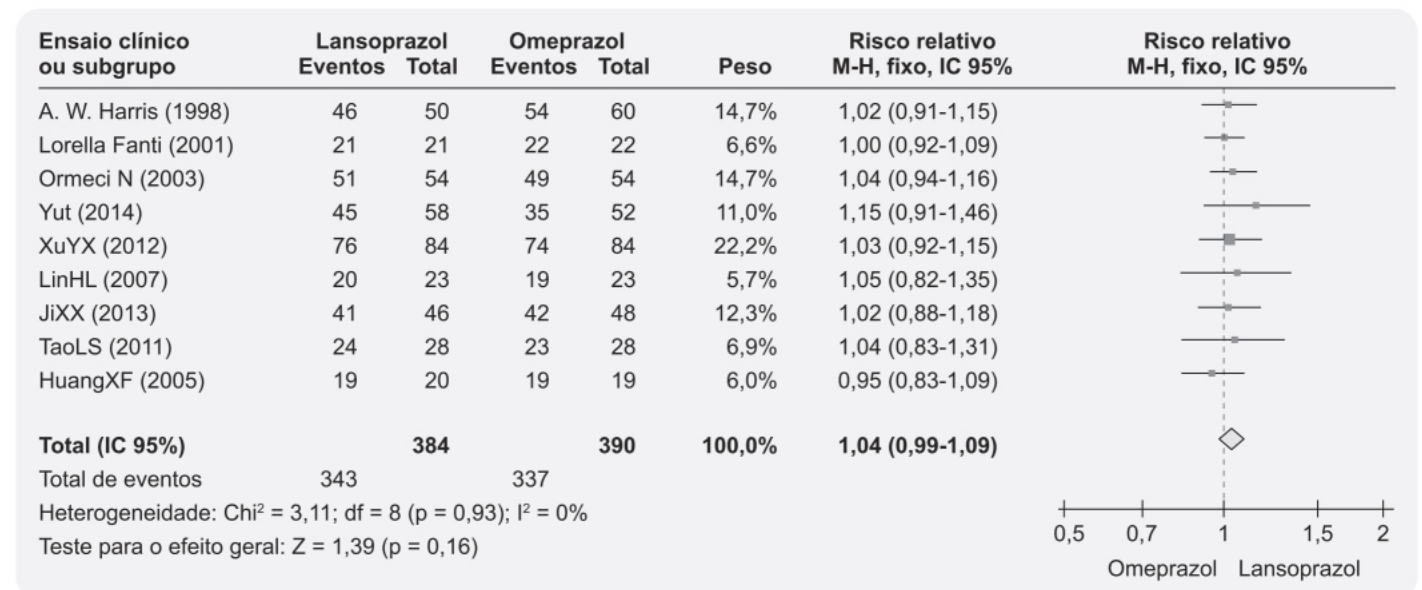 Ensaio clínico Lansoprazol Omeprazol Risco relativo Risco relativo
ou subgrupo Eventos Total Eventos Total Peso M-H, fixo, IC 95% M-H, fixo, IC 95%
A. W. Harris (1998) 46 50 54 60 14,7% 1,02 (0,91-1,15)
Lorella Fanti (2001) 21 21 22 22 6,6% 1,00 (0,92-1,09)
Ormeci N (2003) 51 54 49 54 14,7% 1,04 (0,94-1,16)
Yut (2014) 45 58 35 52 11,0% 1,15 (0,91-1,46)
XuYX (2012) 76 84 74 84 22,2% 1,03 (0,92-1,15)
LinHL (2007) 20 23 19 23 5,7% 1,05 (0,82-1,35)
JiXX (2013) 41 46 42 48 12,3% 1,02 (0,88-1,18)
TaoLS (2011) 24 28 23 28 6,9% 1,04 (0,83-1,31)
HuangXF (2005) 19 20 19 19 6,0% 0,95 (0,83-1,09)
Total (IC 95%) 384 390 100,0% 1,04 (0,99-1,09)
Total de eventos 343 337
Heterogeneidade: Chi² = 3,11; df = 8 (p = 0,93); I² = 0%
Teste para o efeito geral: Z = 1,39 (p = 0,16)
0,5 0,7 1 1,5 2
Omeprazol Lansoprazol